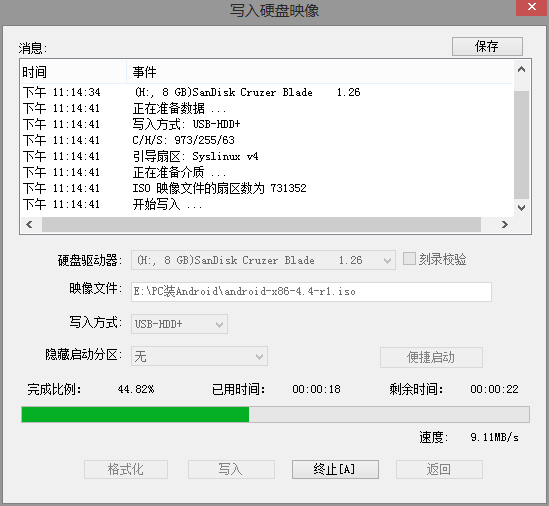 写入硬盘映像
消息: 保存
时间 事件
下午 11:14:34 (H:, 8 GB)SanDisk Cruzer Blade 1.26
下午 11:14:41 正在准备数据 ...
下午 11:14:41 写入方式: USB-HDD+
下午 11:14:41 C/H/S: 973/255/63
下午 11:14:41 引导扇区: Syslinux v4
下午 11:14:41 正在准备介质 ...
下午 11:14:41 ISO 映像文件的扇区数为 731352
下午 11:14:41 开始写入 ...
硬盘驱动器: (H:, 8 GB)SanDisk Cruzer Blade 1.26 刻录校验
映像文件: E:\PC装Android\android-x86-4.4-r1.iso
写入方式: USB-HDD+
隐藏启动分区: 无 便捷启动
完成比例: 44.82% 已用时间: 00:00:18 剩余时间: 00:00:22
速度: 9.11MB/s
格式化 写入 终止[A] 返回